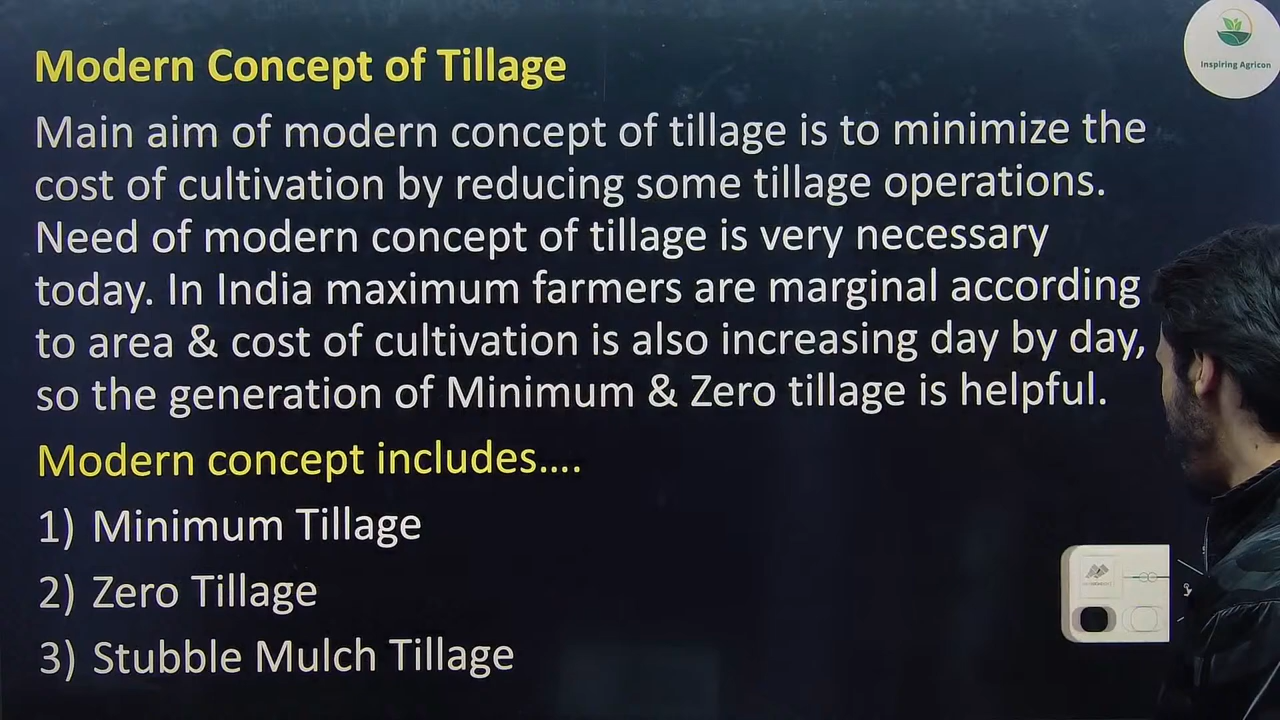 Inspiring Agricon
Modern Concept of Tillage
Main aim of modern concept of tillage is to minimize the
cost of cultivation by reducing some tillage operations.
Need of modern concept of tillage is very necessary
today. In India maximum farmers are marginal according
to area & cost of cultivation is also increasing day by day,
so the generation of Minimum & Zero tillage is helpful.
Modern concept includes....
1) Minimum Tillage
2) Zero Tillage
3) Stubble Mulch Tillage